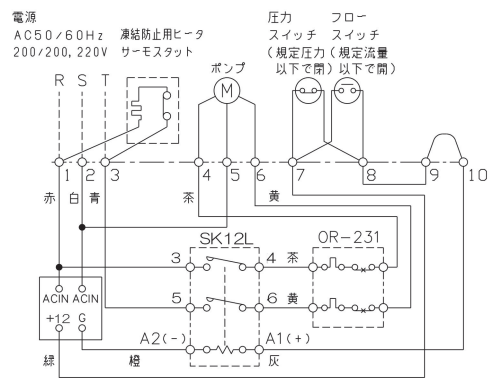 電源
AC50/60Hz
200/200,220V
凍結防止用ヒータ
サーモスタット
ポンプ
M
圧力
スイッチ
(規定圧力
以下で閉)
フロー
スイッチ
(規定流量
以下で開)
R S T
1 2 3 4 5 6 7 8 9 10
赤 白 青 茶 黄
SK12L OR-231
3 4 茶
5 6 黄
ACIN ACIN
+12 G
A2(-) A1(+)
緑 橙 灰